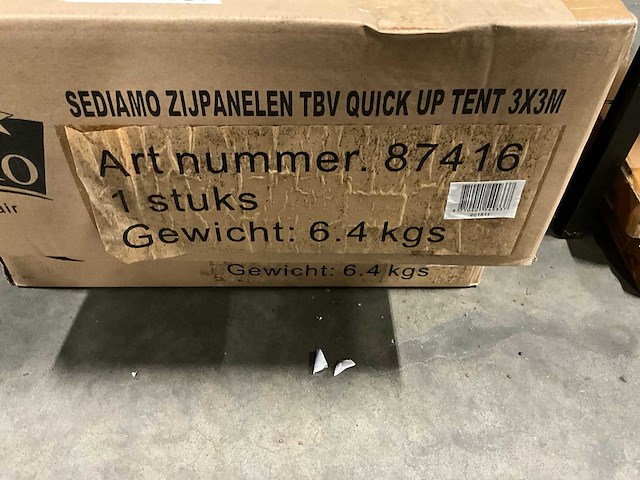 SEDIAMO ZIJPANELEN TBV QUICK UP TENT 3X3M
Art nummer. 87416
1 stuks
Gewicht: 6.4 kgs
Gewicht: 6.4 kgs